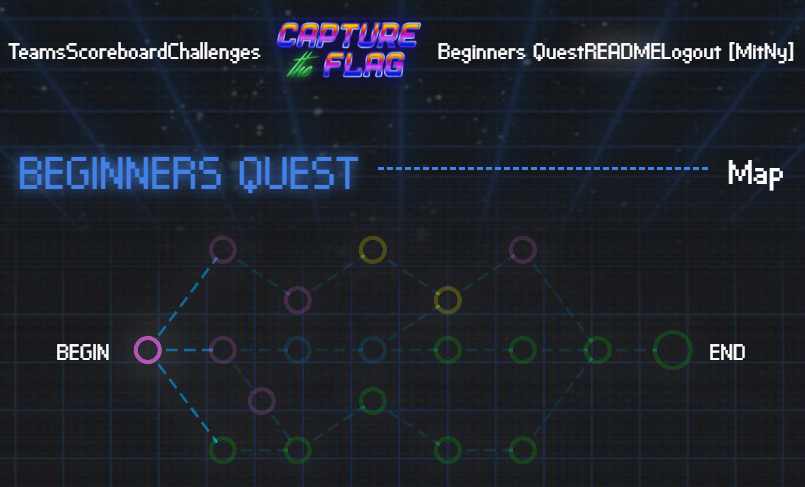 TeamsScoreboardChallenges
CAPTURE
the FLAG
Beginners QuestREADMELogout [MitNy]
BEGINNERS QUEST
Map
BEGIN
END